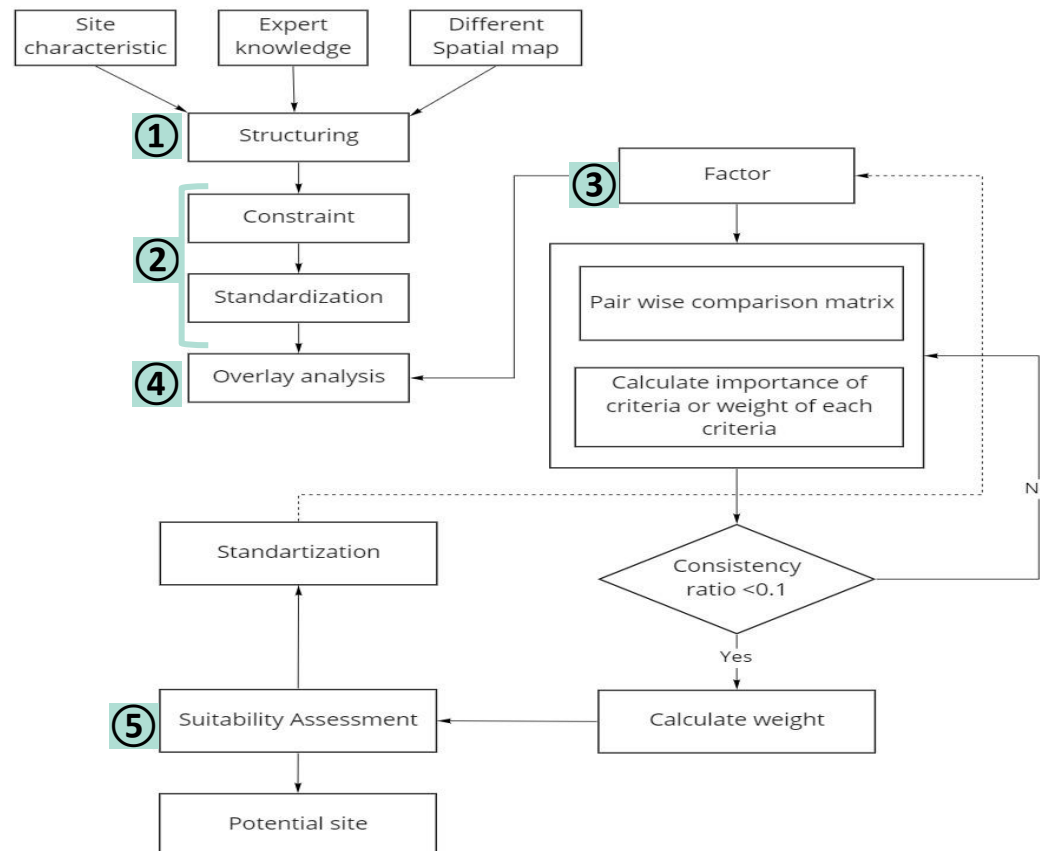 Site
characteristic
Expert
knowledge
Different
Spatial map
① Structuring
② Constraint
Standardization
③ Factor
Pair wise comparison matrix
④ Overlay analysis
Calculate importance of
criteria or weight of each
criteria
N
Standartization
Consistency
ratio <0.1
Yes
⑤ Suitability Assessment
Calculate weight
Potential site